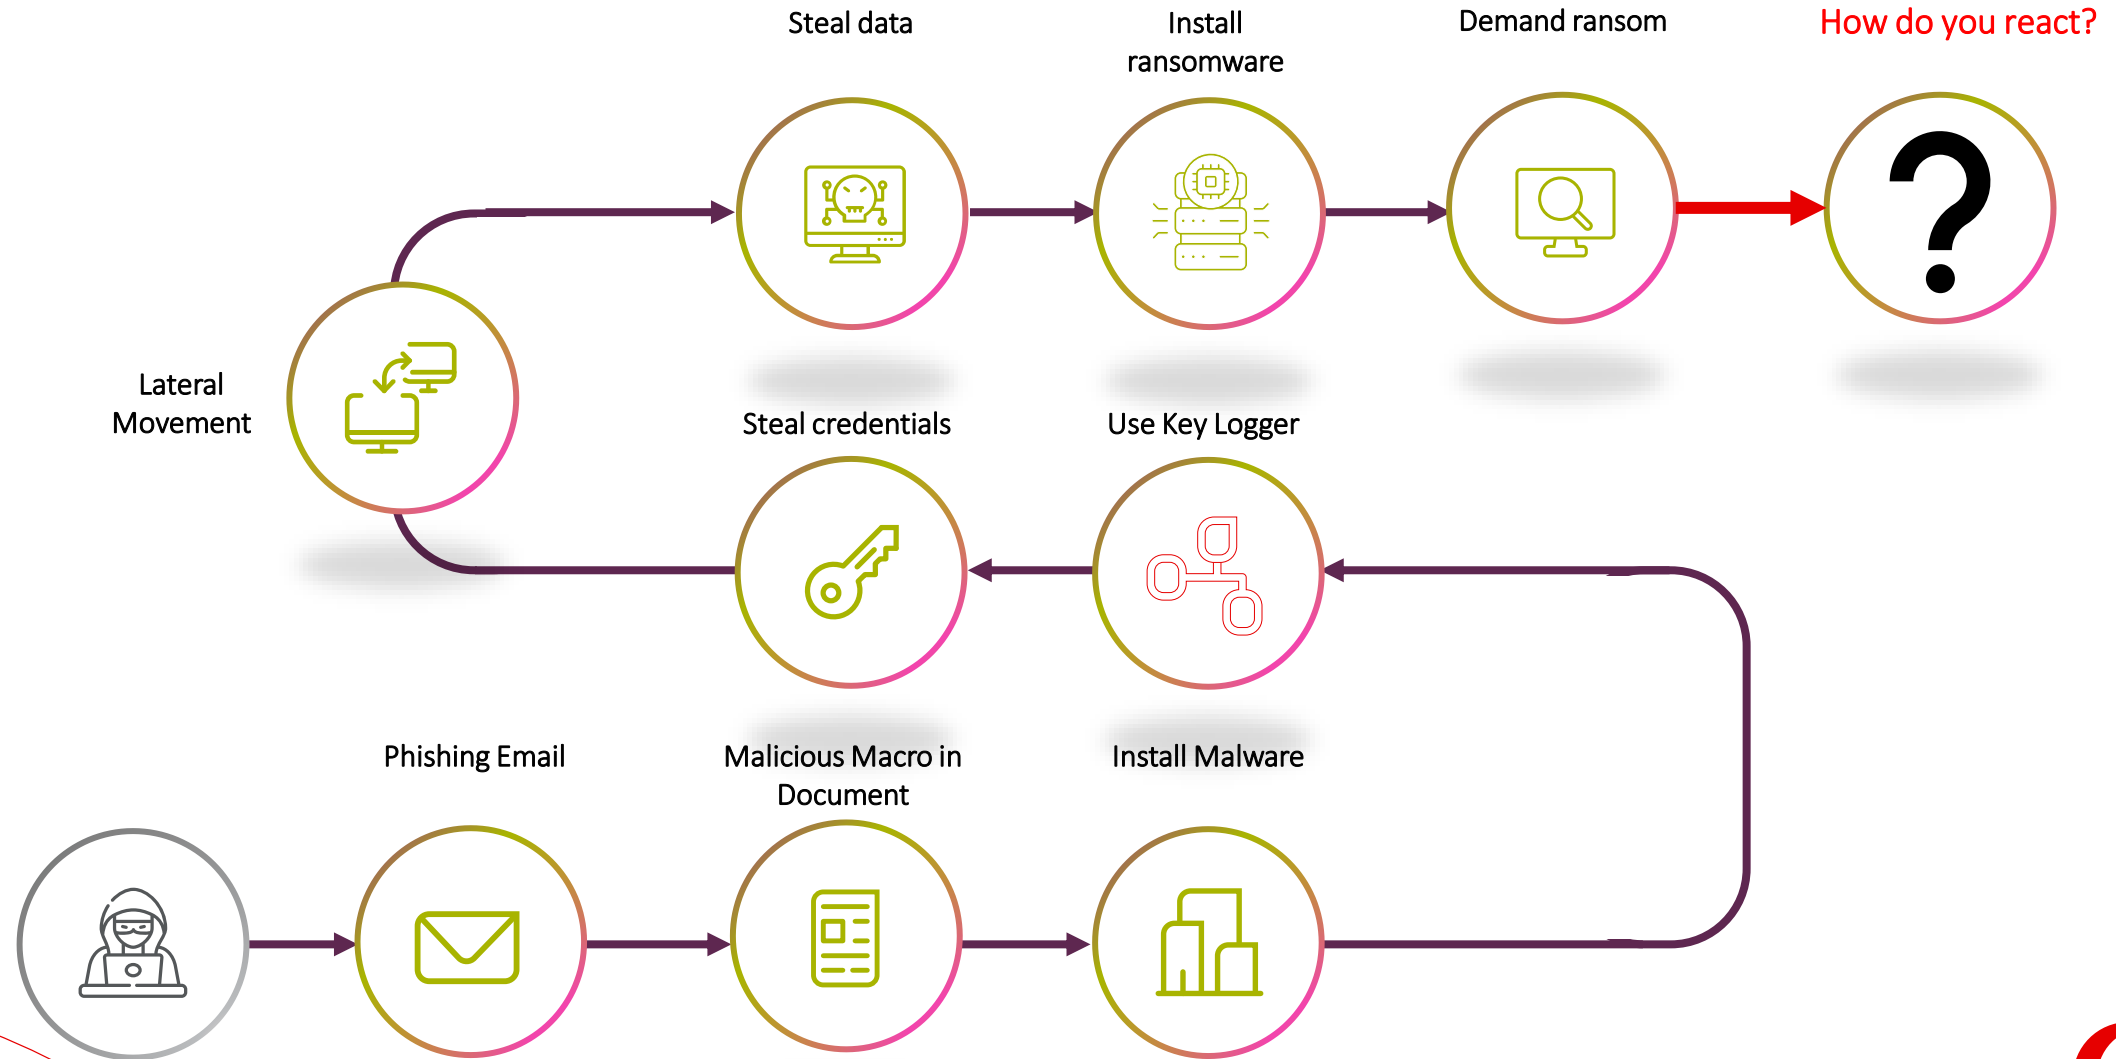 Steal data
Install
ransomware
Demand ransom
How do you react?
Lateral
Movement
Steal credentials
Use Key Logger
Phishing Email
Malicious Macro in
Document
Install Malware